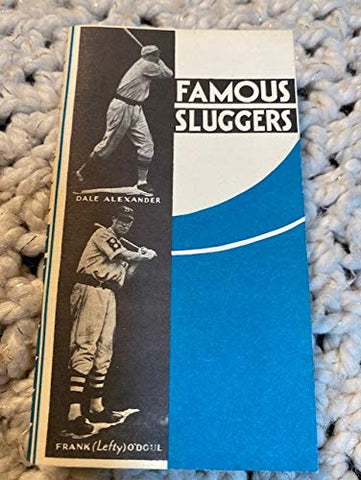 FAMOUS
SLUGGERS
DALE ALEXANDER
B
FRANK (Lefty) O'DOUL